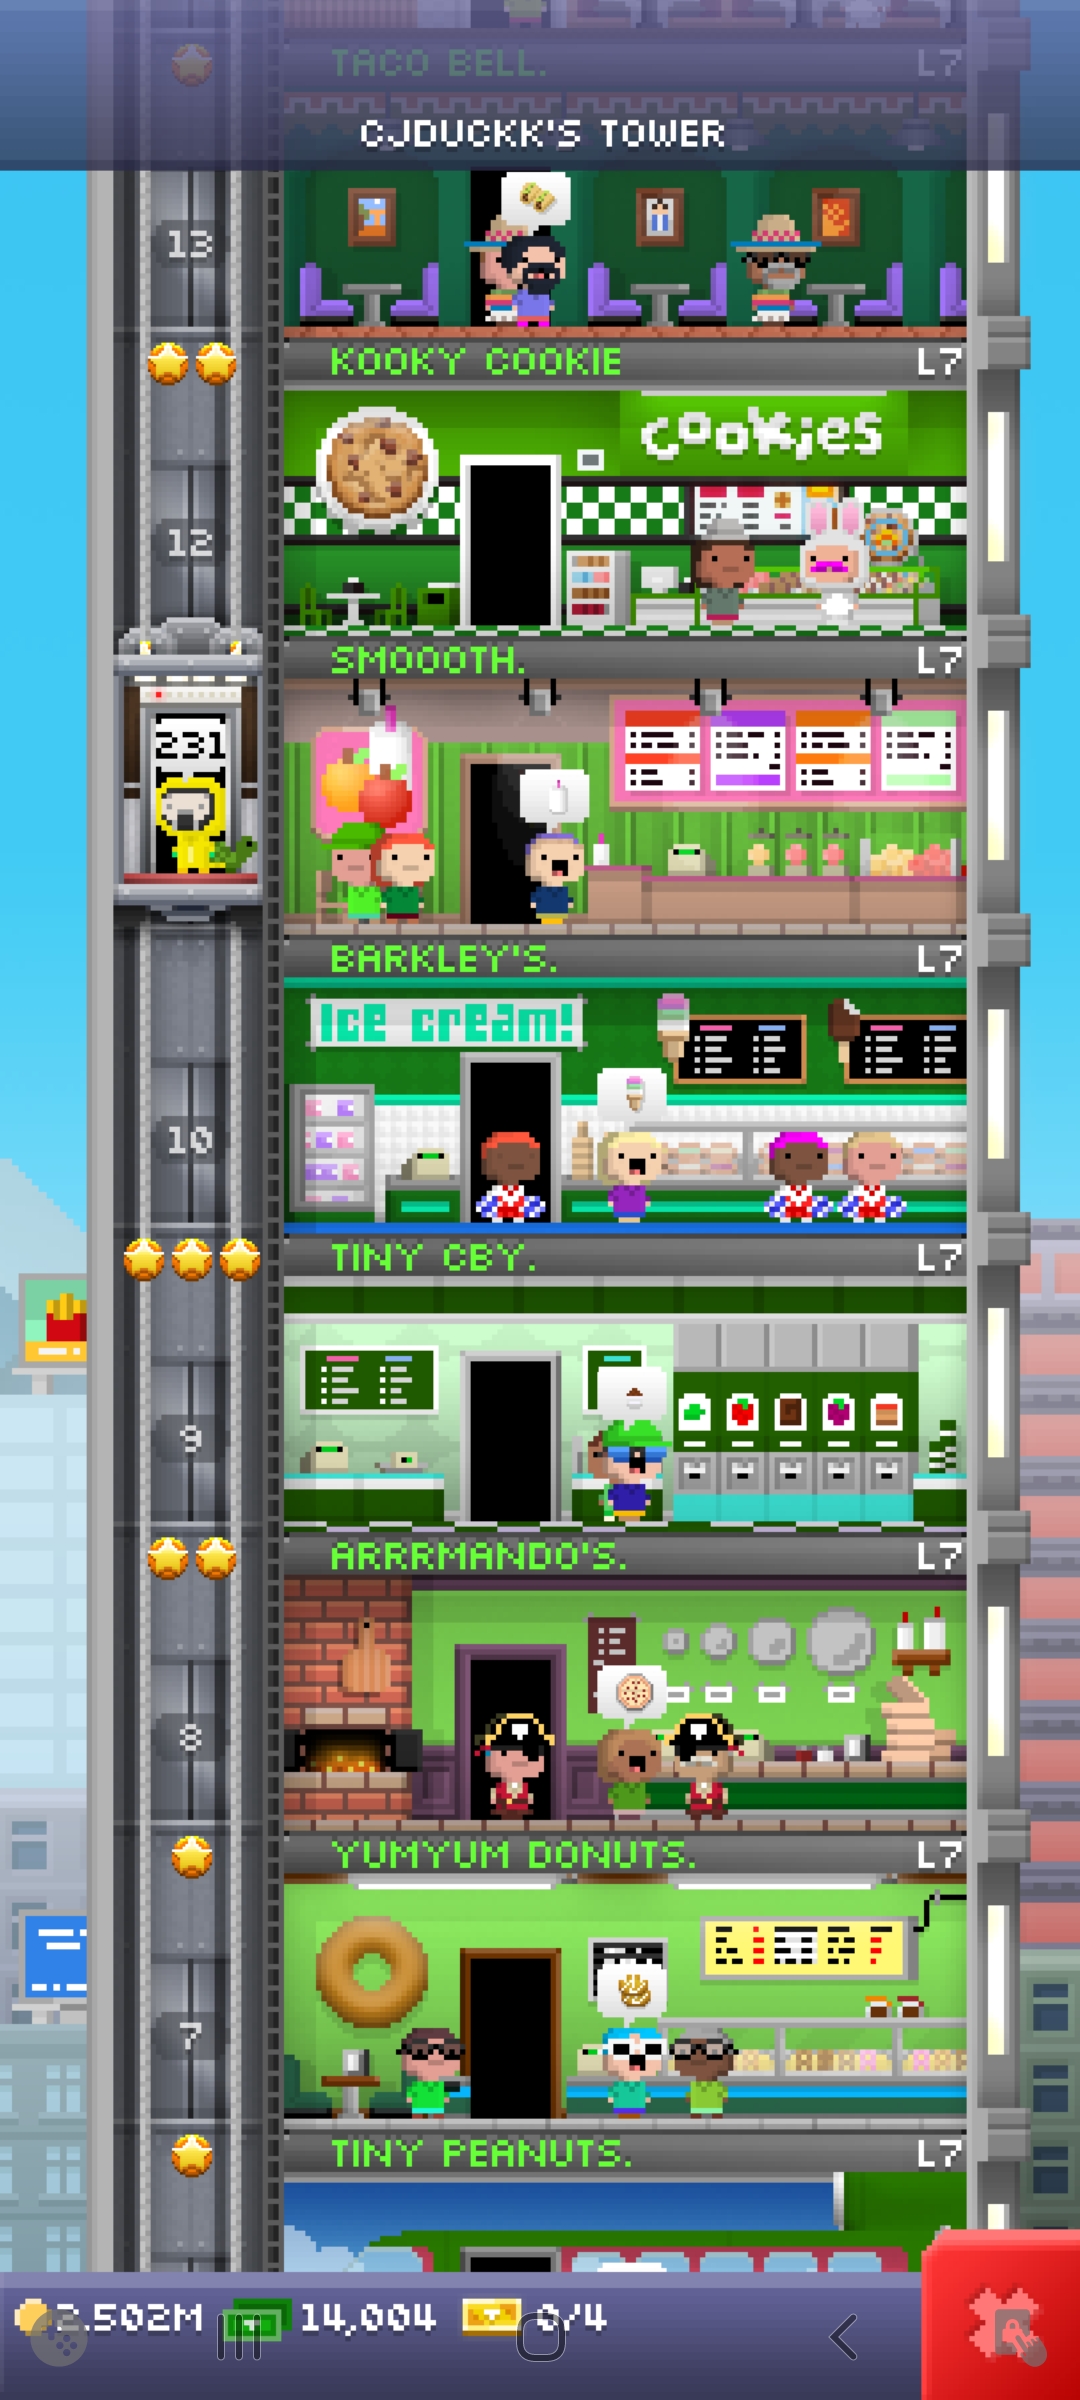 TACO BELL. L7
CJDUCKK'S TOWER
13
KOOKY COOKIE L7
cookies
12
SMOOOTH. L7
231
BARKLEY'S. L7
Ice cream!
10
TINY CBY. L7
9
ARRRMANDO'S. L7
8
YUMYUM DONUTS. L7
7
TINY PEANUTS. L7
14,004 0/4